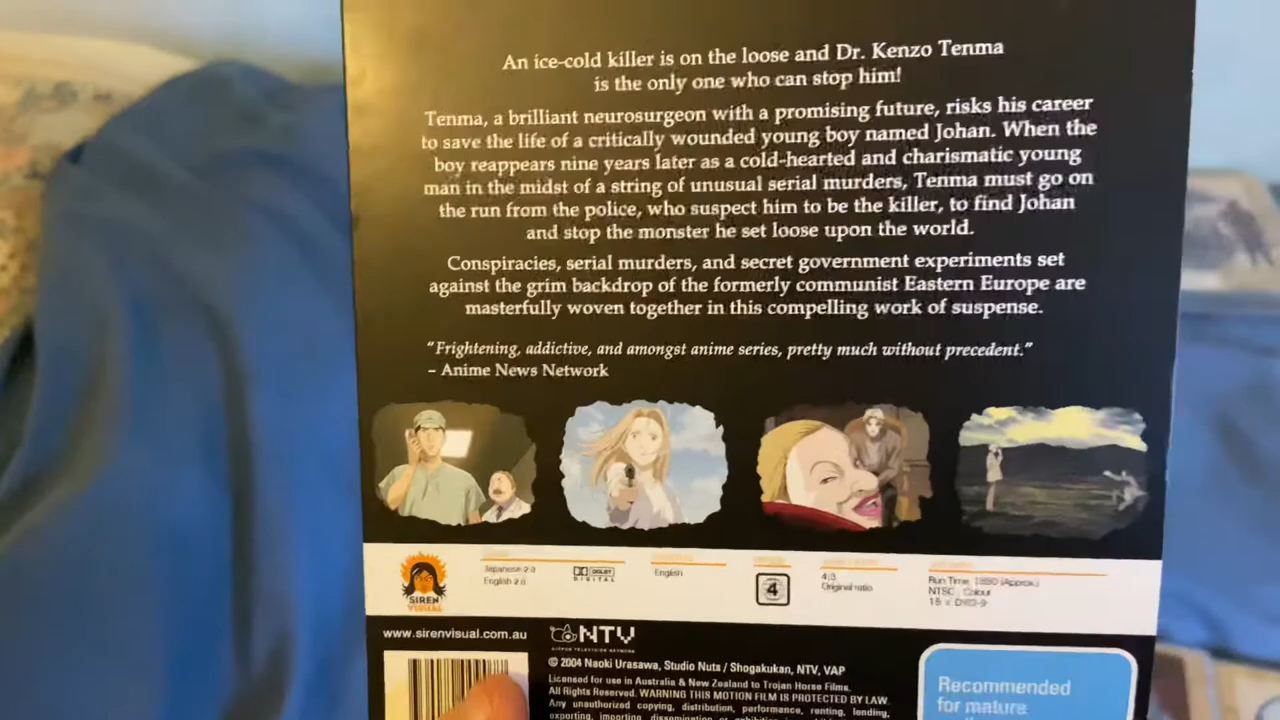 An ice-cold killer is on the loose and Dr. Kenzo Tenma
is the only one who can stop him!
Tenma, a brilliant neurosurgeon with a promising future, risks his career
to save the life of a critically wounded young boy named Johan. When the
boy reappears nine years later as a cold-hearted and charismatic young
man in the midst of a string of unusual serial murders, Tenma must go on
the run from the police, who suspect him to be the killer, to find Johan
and stop the monster he set loose upon the world.
Conspiracies, serial murders, and secret government experiments set
against the grim backdrop of the formerly communist Eastern Europe are
masterfully woven together in this compelling work of suspense.
“Frightening, addictive, and amongst anime series, pretty much without precedent.”
– Anime News Network
SIREN
VISUAL
Japanese 2.0
English 2.0
DOLBY
DIGITAL
English
4
4:3
Original ratio
Run Time (Approx.)
NTSC Colour
www.sirenvisual.com.au
NTV
NIPPON TELEVISION NETWORK
© 2004 Naoki Urasawa, Studio Nuts / Shogakukan, NTV, VAP
Licensed for use in Australia & New Zealand to Trojan Horse Films.
All Rights Reserved. WARNING THIS MOTION FILM IS PROTECTED BY LAW.
Any unauthorized copying, distribution, performance, renting, lending,
exporting, importing, dissemination or exhibition
Recommended
for mature